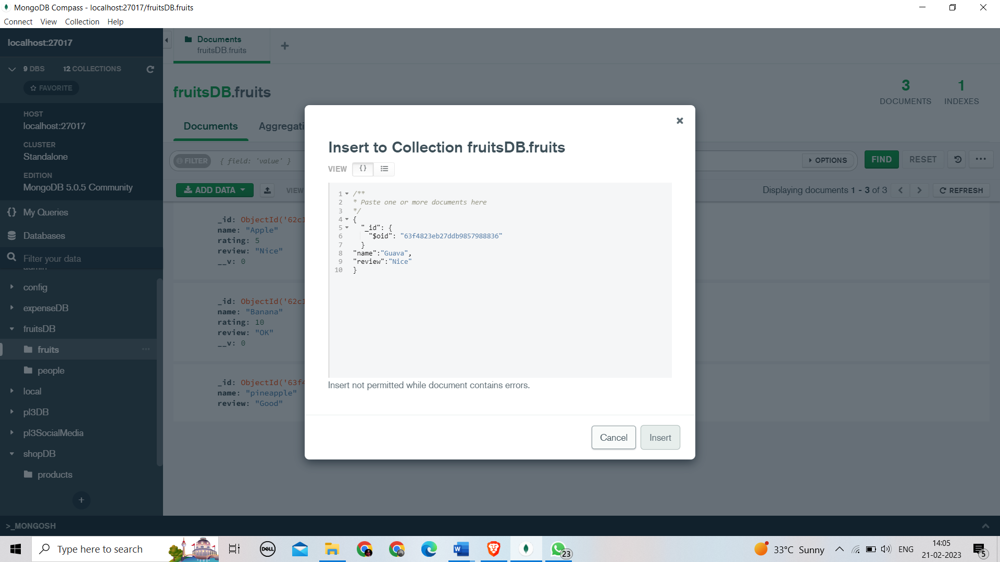 MongoDB Compass - localhost:27017/fruitsDB.fruits
Connect View Collection Help
localhost:27017
9 DBS 12 COLLECTIONS
FAVORITE
HOST
localhost:27017
CLUSTER
Standalone
EDITION
MongoDB 5.0.5 Community
{} My Queries
Databases
Filter your data
admin
config
expenseDB
fruitsDB
fruits
people
local
pl3DB
pl3SocialMedia
shopDB
products
+
>_MONGOSH
Documents
fruitsDB.fruits
+
fruitsDB.fruits
3
DOCUMENTS
1
INDEXES
Documents Aggregati
FILTER { field: 'value' }
OPTIONS FIND RESET ...
ADD DATA VIEW
Displaying documents 1 - 3 of 3 < > REFRESH
_id: ObjectId('62c1
name: "Apple"
rating: 5
review: "Nice"
__v: 0
_id: ObjectId('62c1
name: "Banana"
rating: 10
review: "OK"
__v: 0
_id: ObjectId('63f4
name: "pineapple"
review: "Good"
Insert to Collection fruitsDB.fruits
VIEW {}
1 /**
2 * Paste one or more documents here
3 */
4 {
5 "_id": {
6 "$oid": "63f4823eb27ddb9857988836"
7 }
8 "name":"Guava",
9 "review":"Nice"
10 }
Insert not permitted while document contains errors.
Cancel Insert
Type here to search
DELL
W
23
33°C Sunny
ENG
14:05
21-02-2023
5